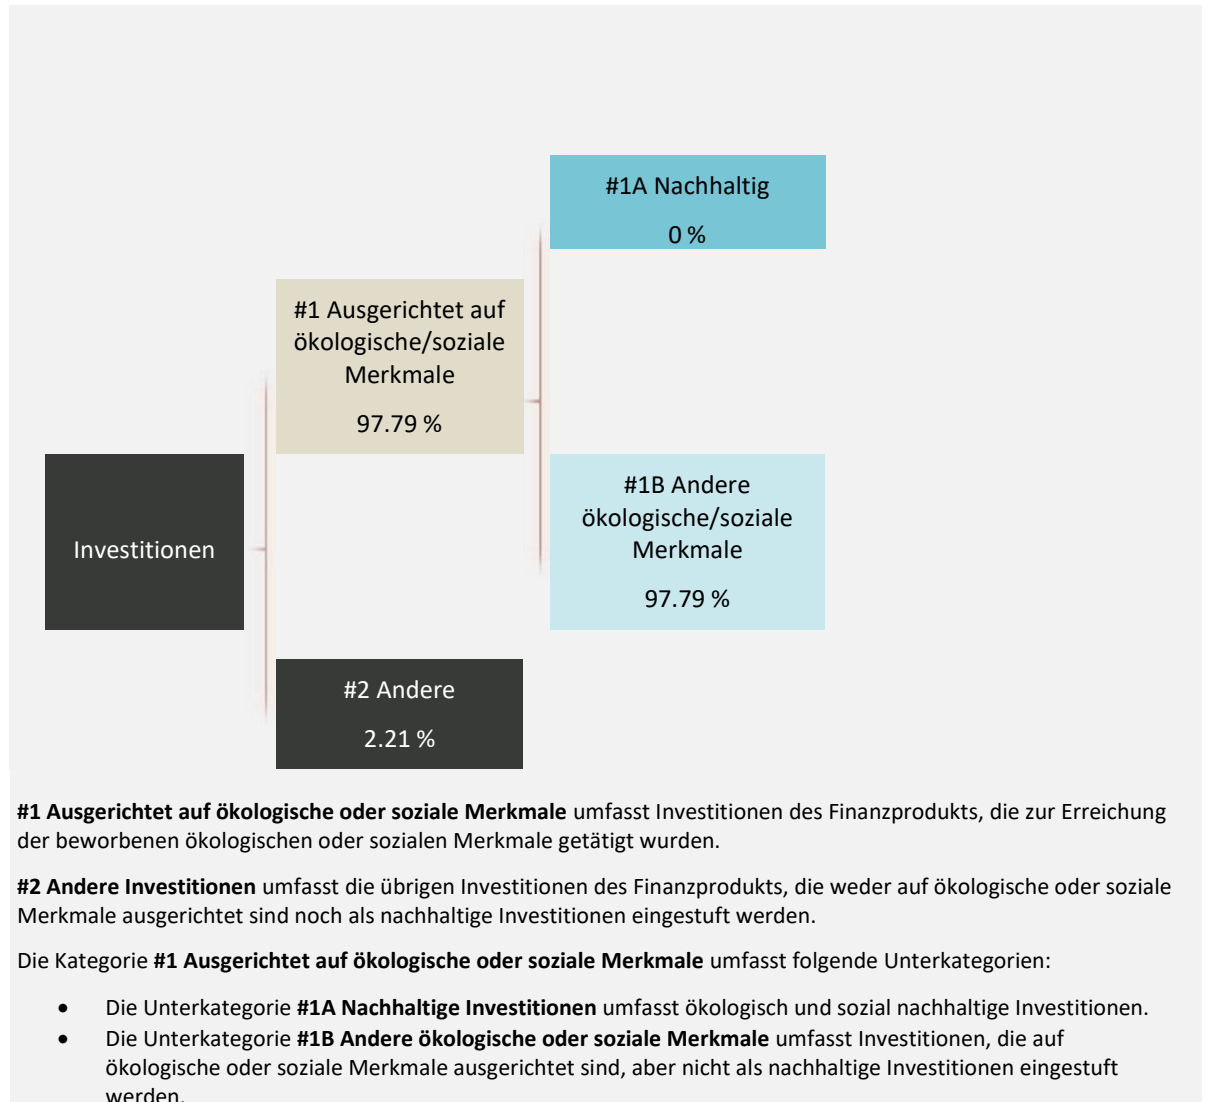 #1A Nachhaltig
0 %
#1 Ausgerichtet auf
ökologische/soziale
Merkmale
97.79 %
Investitionen
#1B Andere
ökologische/soziale
Merkmale
97.79 %
#2 Andere
2.21 %
#1 Ausgerichtet auf ökologische oder soziale Merkmale umfasst Investitionen des Finanzprodukts, die zur Erreichung
der beworbenen ökologischen oder sozialen Merkmale getätigt wurden.
#2 Andere Investitionen umfasst die übrigen Investitionen des Finanzprodukts, die weder auf ökologische oder soziale
Merkmale ausgerichtet sind noch als nachhaltige Investitionen eingestuft werden.
Die Kategorie #1 Ausgerichtet auf ökologische oder soziale Merkmale umfasst folgende Unterkategorien:
• Die Unterkategorie #1A Nachhaltige Investitionen umfasst ökologisch und sozial nachhaltige Investitionen.
• Die Unterkategorie #1B Andere ökologische oder soziale Merkmale umfasst Investitionen, die auf
ökologische oder soziale Merkmale ausgerichtet sind, aber nicht als nachhaltige Investitionen eingestuft
werden.